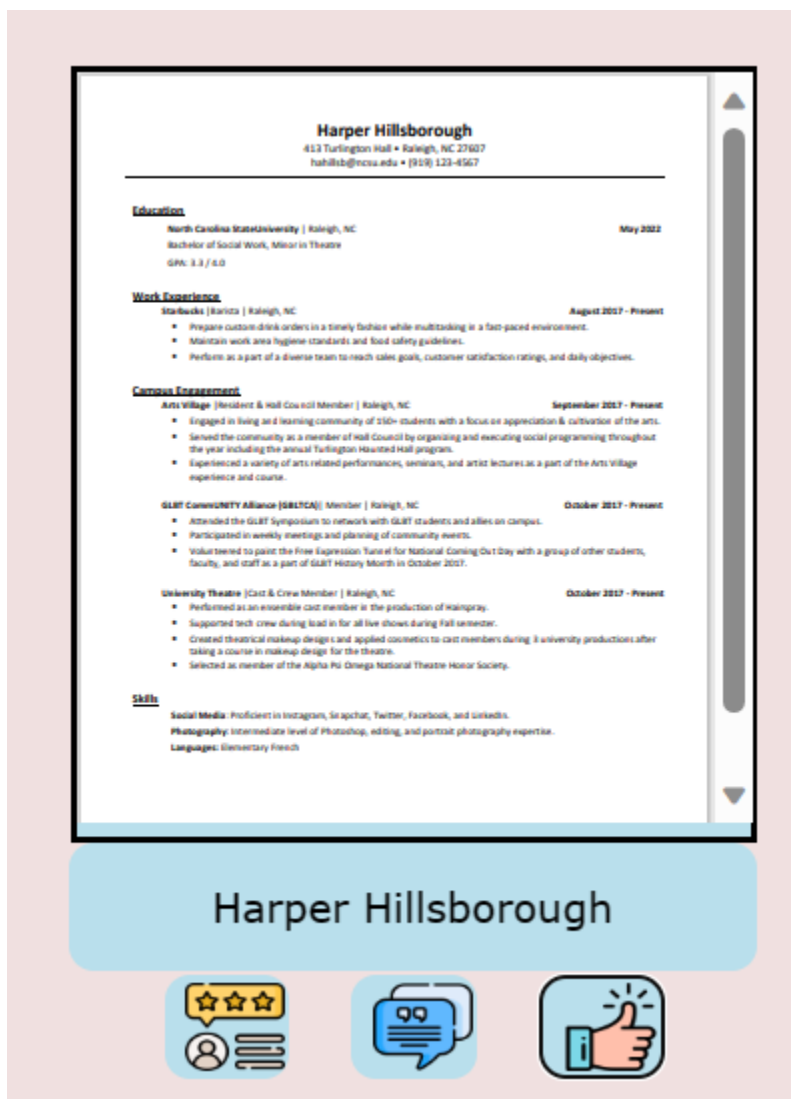 Harper Hillsborough
413 Turlington Hall • Raleigh, NC 27607
hahillsb@ncsu.edu • (919) 123-4567
Education
North Carolina StateUniversity | Raleigh, NC May 2022
Bachelor of Social Work, Minor in Theatre
GPA: 3.3 / 4.0
Work Experience
Starbucks |Barista | Raleigh, NC August 2017 - Present
▪ Prepare custom drink orders in a timely fashion while multitasking in a fast-paced environment.
▪ Maintain work area hygiene standards and food safety guidelines.
▪ Perform as a part of a diverse team to reach sales goals, customer satisfaction ratings, and daily objectives.
Campus Engagement
Arts Village |Resident & Hall Council Member | Raleigh, NC September 2017 - Present
▪ Engaged in living and learning community of 150+ students with a focus on appreciation & cultivation of the arts.
▪ Served the community as a member of Hall Council by organizing and executing social programming throughout
the year including the annual Turlington Haunted Hall program.
▪ Experienced a variety of arts related performances, seminars, and artist lectures as a part of the Arts Village
experience and course.
GLBT CommUNITY Alliance (GBLTCA)| Member | Raleigh, NC October 2017 - Present
▪ Attended the GLBT Symposium to network with GLBT students and allies on campus.
▪ Participated in weekly meetings and planning of community events.
▪ Volunteered to paint the Free Expression Tunnel for National Coming Out Day with a group of other students,
faculty, and staff as a part of GLBT History Month in October 2017.
University Theatre |Cast & Crew Member | Raleigh, NC October 2017 - Present
▪ Performed as an ensemble cast member in the production of Hairspray.
▪ Supported tech crew during load in for all live shows during Fall semester.
▪ Created theatrical makeup designs and applied cosmetics to cast members during 3 university productions after
taking a course in makeup design for the theatre.
▪ Selected as member of the Alpha Psi Omega National Theatre Honor Society.
Skills
Social Media: Proficient in Instagram, Snapchat, Twitter, Facebook, and LinkedIn.
Photography: Intermediate level of Photoshop, editing, and portrait photography expertise.
Languages: Elementary French
Harper Hillsborough